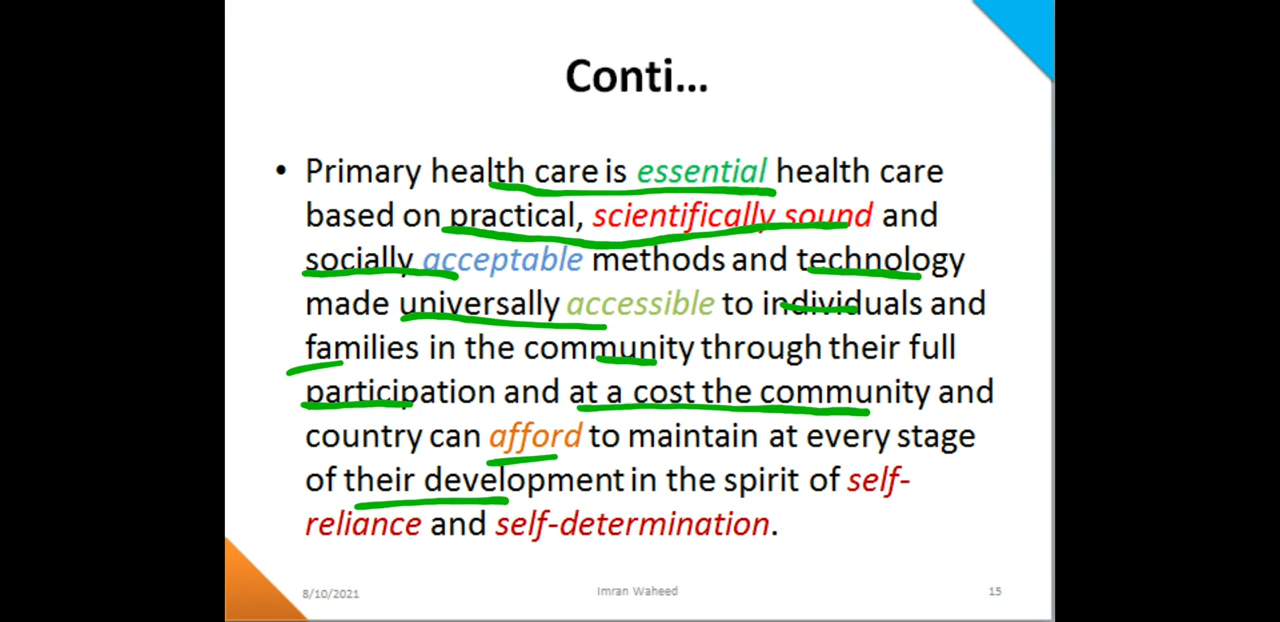 Conti...
• Primary health care is essential health care
based on practical, scientifically sound and
socially acceptable methods and technology
made universally accessible to individuals and
families in the community through their full
participation and at a cost the community and
country can afford to maintain at every stage
of their development in the spirit of self-
reliance and self-determination.
8/10/2021 Imran Waheed 15